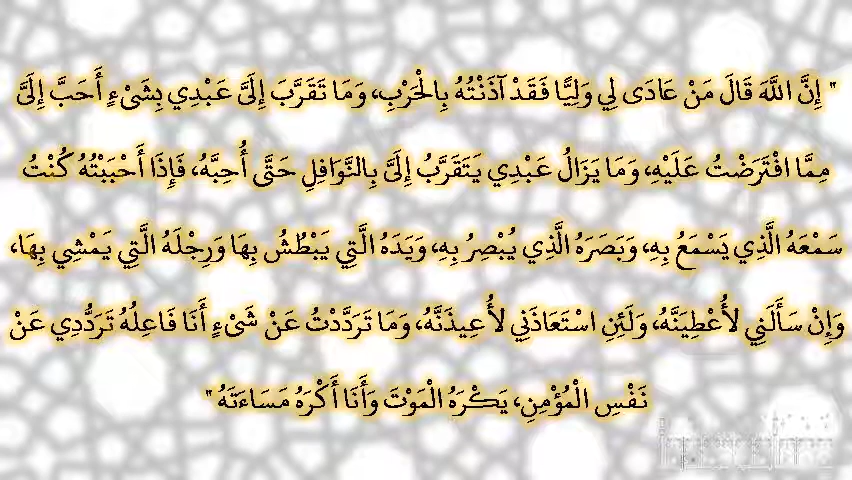 " إِنَّ اللَّهَ قَالَ مَنْ عَادَى لِي وَلِيًّا فَقَدْ آذَنْتُهُ بِالْحَرْبِ، وَمَا تَقَرَّبَ إِلَىَّ عَبْدِي بِشَىْءٍ أَحَبَّ إِلَىَّ
مِمَّا افْتَرَضْتُ عَلَيْهِ، وَمَا يَزَالُ عَبْدِي يَتَقَرَّبُ إِلَىَّ بِالنَّوَافِلِ حَتَّى أُحِبَّهُ، فَإِذَا أَحْبَبْتُهُ كُنْتُ
سَمْعَهُ الَّذِي يَسْمَعُ بِهِ، وَبَصَرَهُ الَّذِي يُبْصِرُ بِهِ، وَيَدَهُ الَّتِي يَبْطُشُ بِهَا وَرِجْلَهُ الَّتِي يَمْشِي بِهَا،
وَإِنْ سَأَلَنِي لأُعْطِيَنَّهُ، وَلَئِنِ اسْتَعَاذَنِي لأُعِيذَنَّهُ، وَمَا تَرَدَّدْتُ عَنْ شَىْءٍ أَنَا فَاعِلُهُ تَرَدُّدِي عَنْ
نَفْسِ الْمُؤْمِنِ، يَكْرَهُ الْمَوْتَ وَأَنَا أَكْرَهُ مَسَاءَتَهُ "